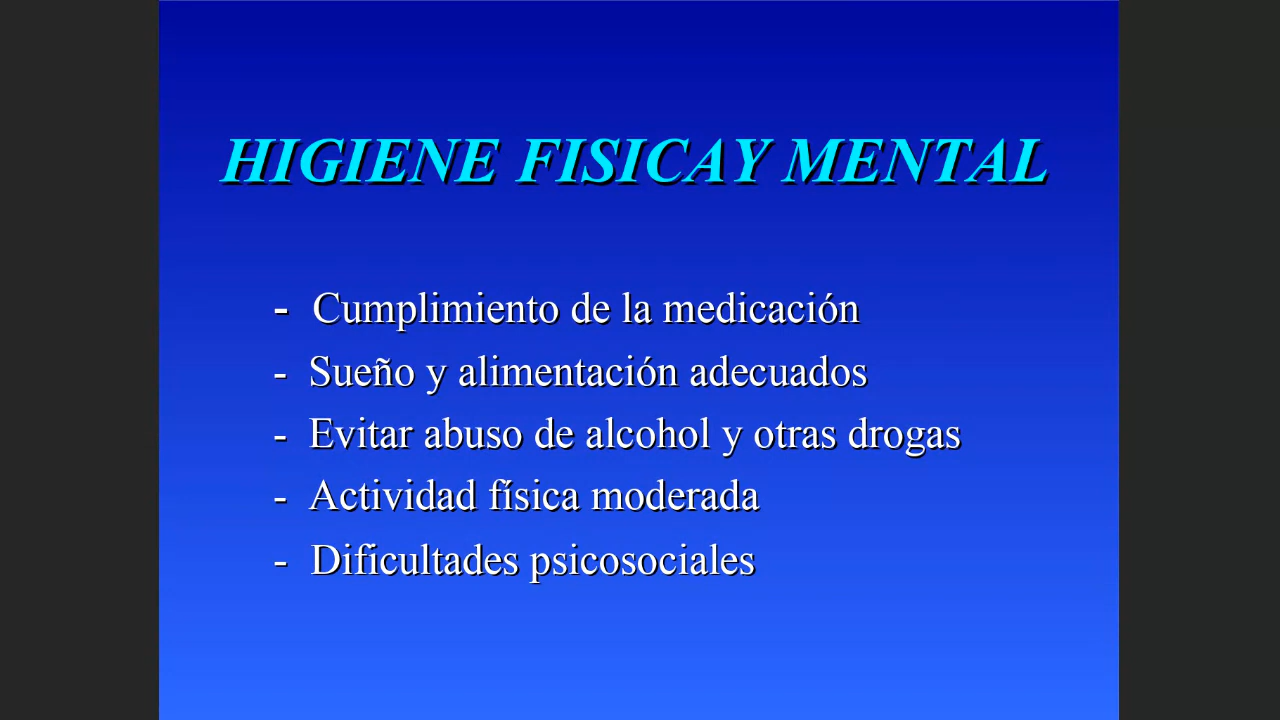 HIGIENE FISICAY MENTAL
- Cumplimiento de la medicación
- Sueño y alimentación adecuados
- Evitar abuso de alcohol y otras drogas
- Actividad física moderada
- Dificultades psicosociales